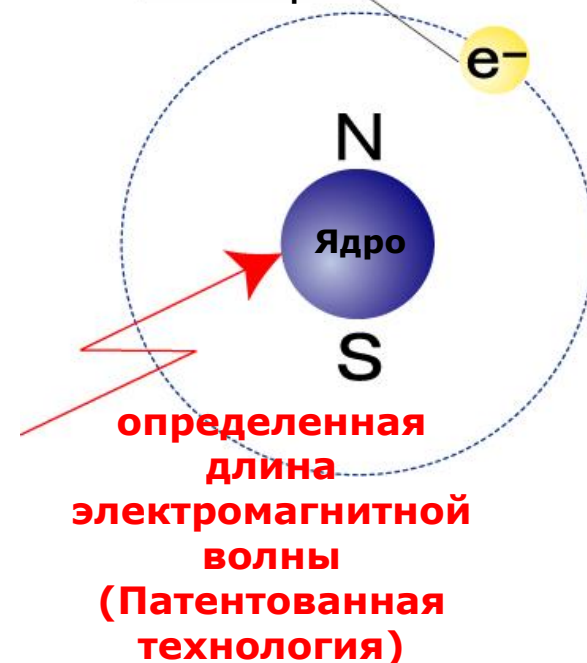 e−
N
Ядро
S
определенная
длина
электромагнитной
волны
(Патентованная
технология)